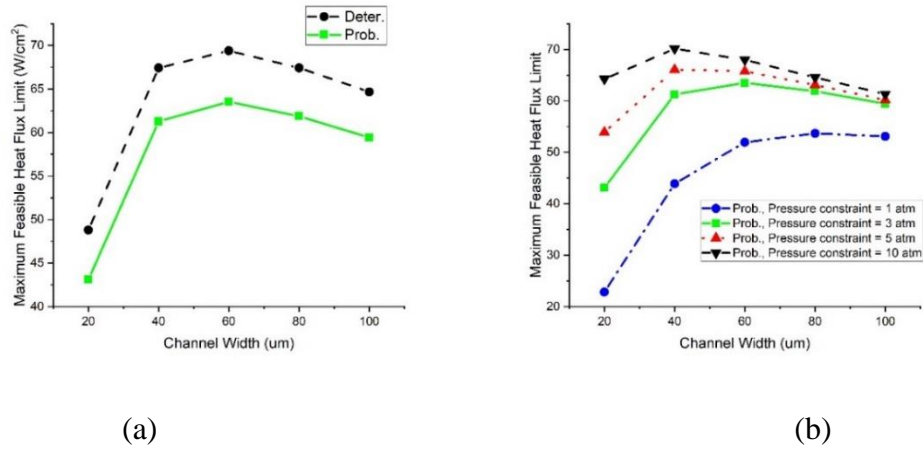 Deter.
Prob.
Maximum Feasible Heat Flux Limit (W/cm²)
70
65
60
55
50
45
40
20 40 60 80 100
Channel Width (um)
(a)
Maximum Feasible Heat Flux Limit
70
60
50
40
30
20
Prob., Pressure constraint = 1 atm
Prob., Pressure constraint = 3 atm
Prob., Pressure constraint = 5 atm
Prob., Pressure constraint = 10 atm
20 40 60 80 100
Channel Width (um)
(b)